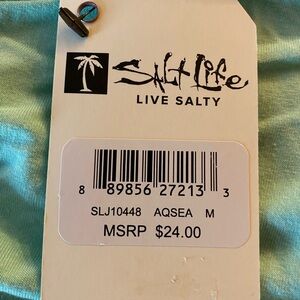 Salt Life
LIVE SALTY
8 89856 27213 3
SLJ10448 AQSEA M
MSRP $24.00